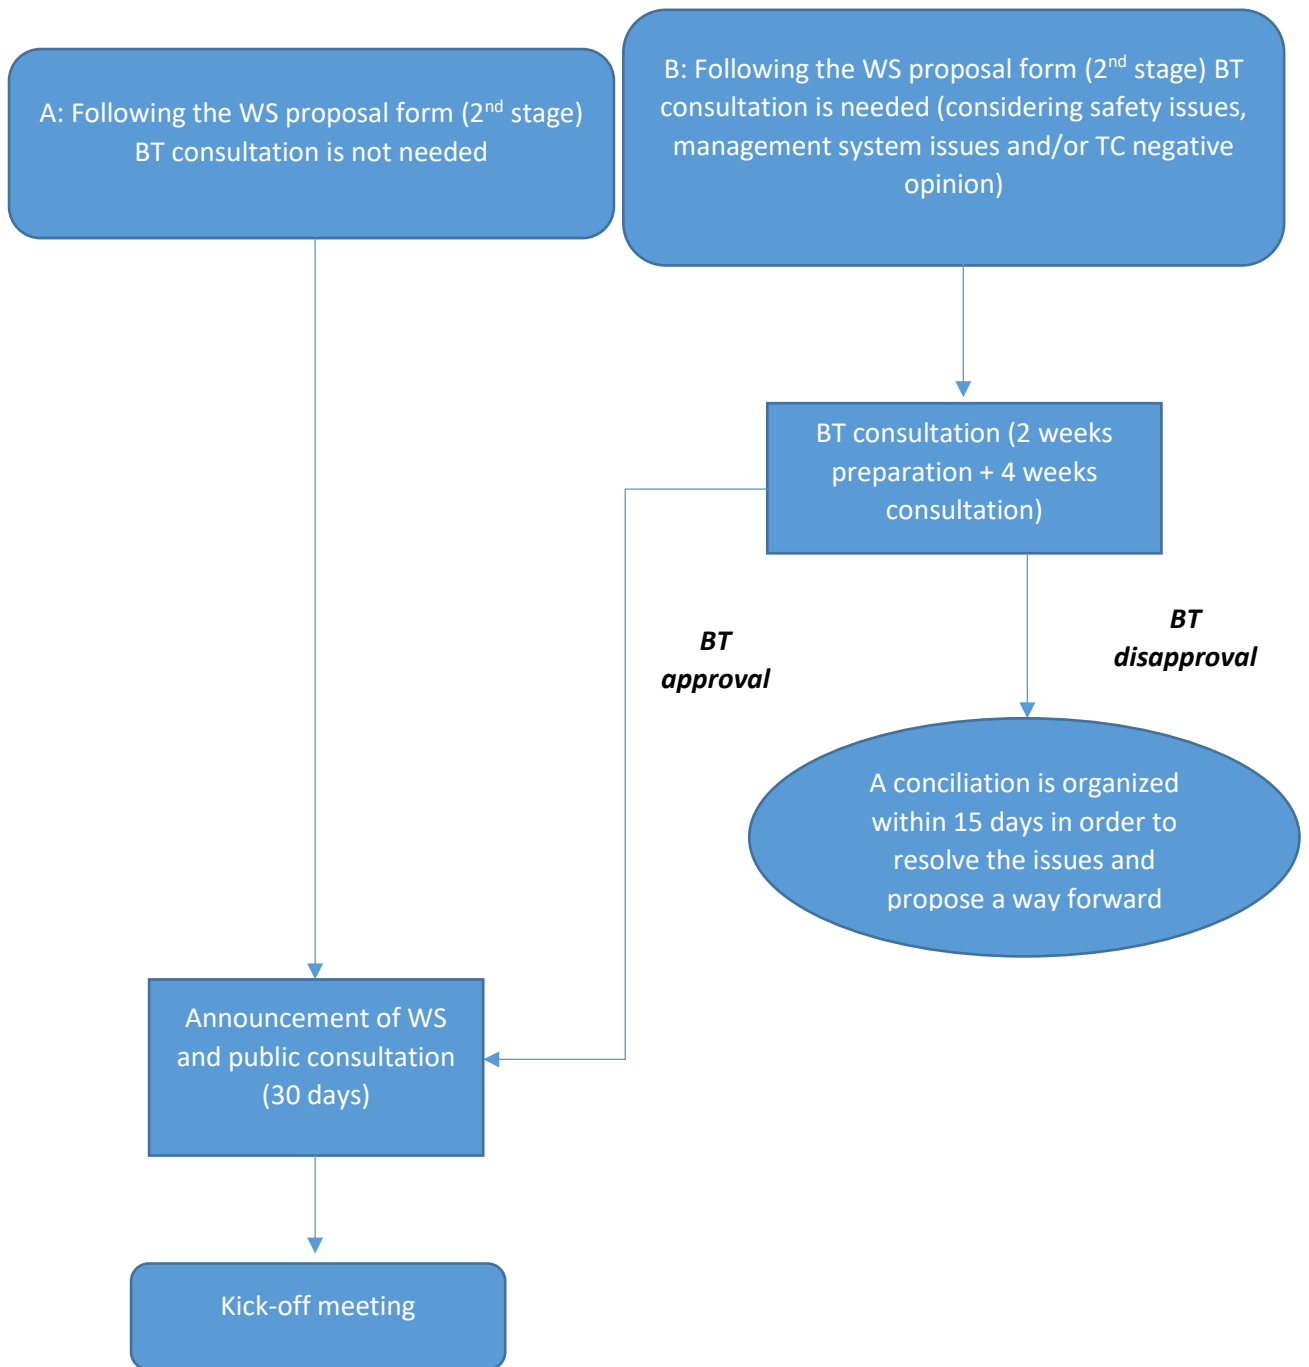 A: Following the WS proposal form (2nd stage)
BT consultation is not needed
B: Following the WS proposal form (2nd stage) BT
consultation is needed (considering safety issues,
management system issues and/or TC negative
opinion)
BT consultation (2 weeks
preparation + 4 weeks
consultation)
BT
approval
BT
disapproval
A conciliation is organized
within 15 days in order to
resolve the issues and
propose a way forward
Announcement of WS
and public consultation
(30 days)
Kick-off meeting